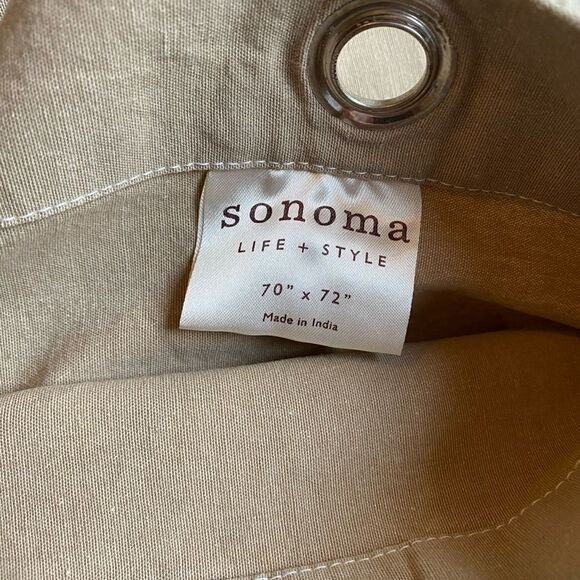 sonoma
LIFE + STYLE
70" x 72"
Made in India